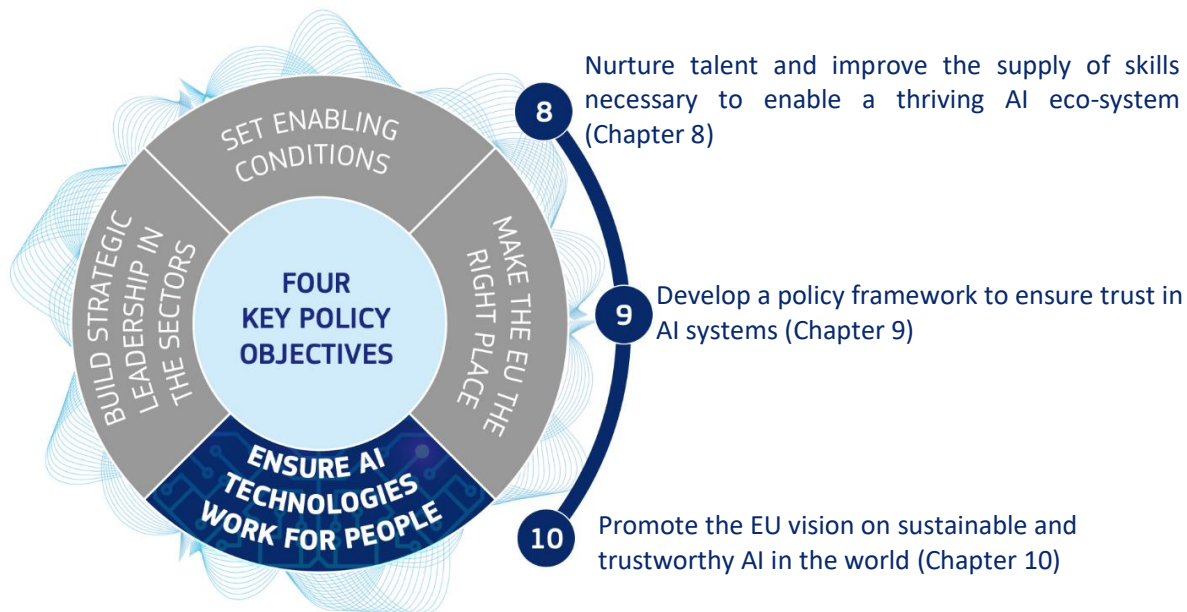 SET ENABLING
CONDITIONS
BUILD STRATEGIC
LEADERSHIP IN
THE SECTORS
FOUR
KEY POLICY
OBJECTIVES
MAKE THE EU THE
RIGHT PLACE
ENSURE AI
TECHNOLOGIES
WORK FOR PEOPLE
8
Nurture talent and improve the supply of skills
necessary to enable a thriving AI eco-system
(Chapter 8)
9
Develop a policy framework to ensure trust in
AI systems (Chapter 9)
10
Promote the EU vision on sustainable and
trustworthy AI in the world (Chapter 10)